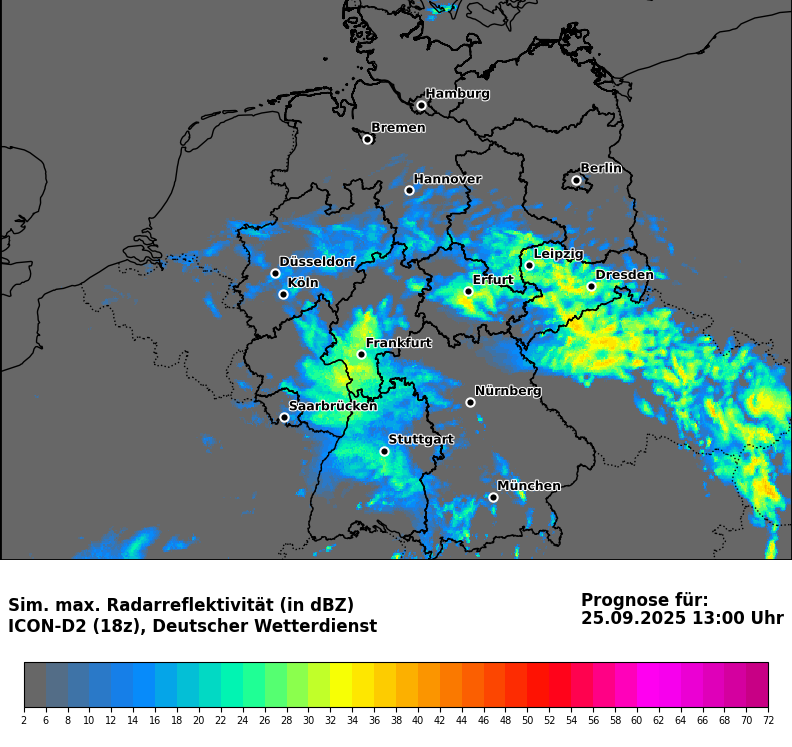 Hamburg
Bremen
Berlin
Hannover
Leipzig
Düsseldorf
Dresden
Erfurt
Köln
Frankfurt
Nürnberg
Saarbrücken
Stuttgart
München
Sim. max. Radarreflektivität (in dBZ)
ICON-D2 (18z), Deutscher Wetterdienst
Prognose für:
25.09.2025 13:00 Uhr
2 6 8 10 12 14 16 18 20 22 24 26 28 30 32 34 36 38 40 42 44 46 48 50 52 54 56 58 60 62 64 66 68 70 72